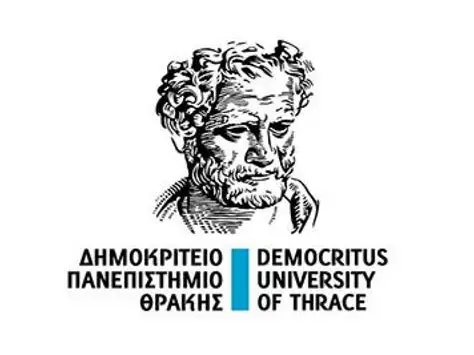 ΔΗΜΟΚΡΙΤΕΙΟ
ΠΑΝΕΠΙΣΤΗΜΙΟ
ΘΡΑΚΗΣ
DEMOCRITUS
UNIVERSITY
OF THRACE